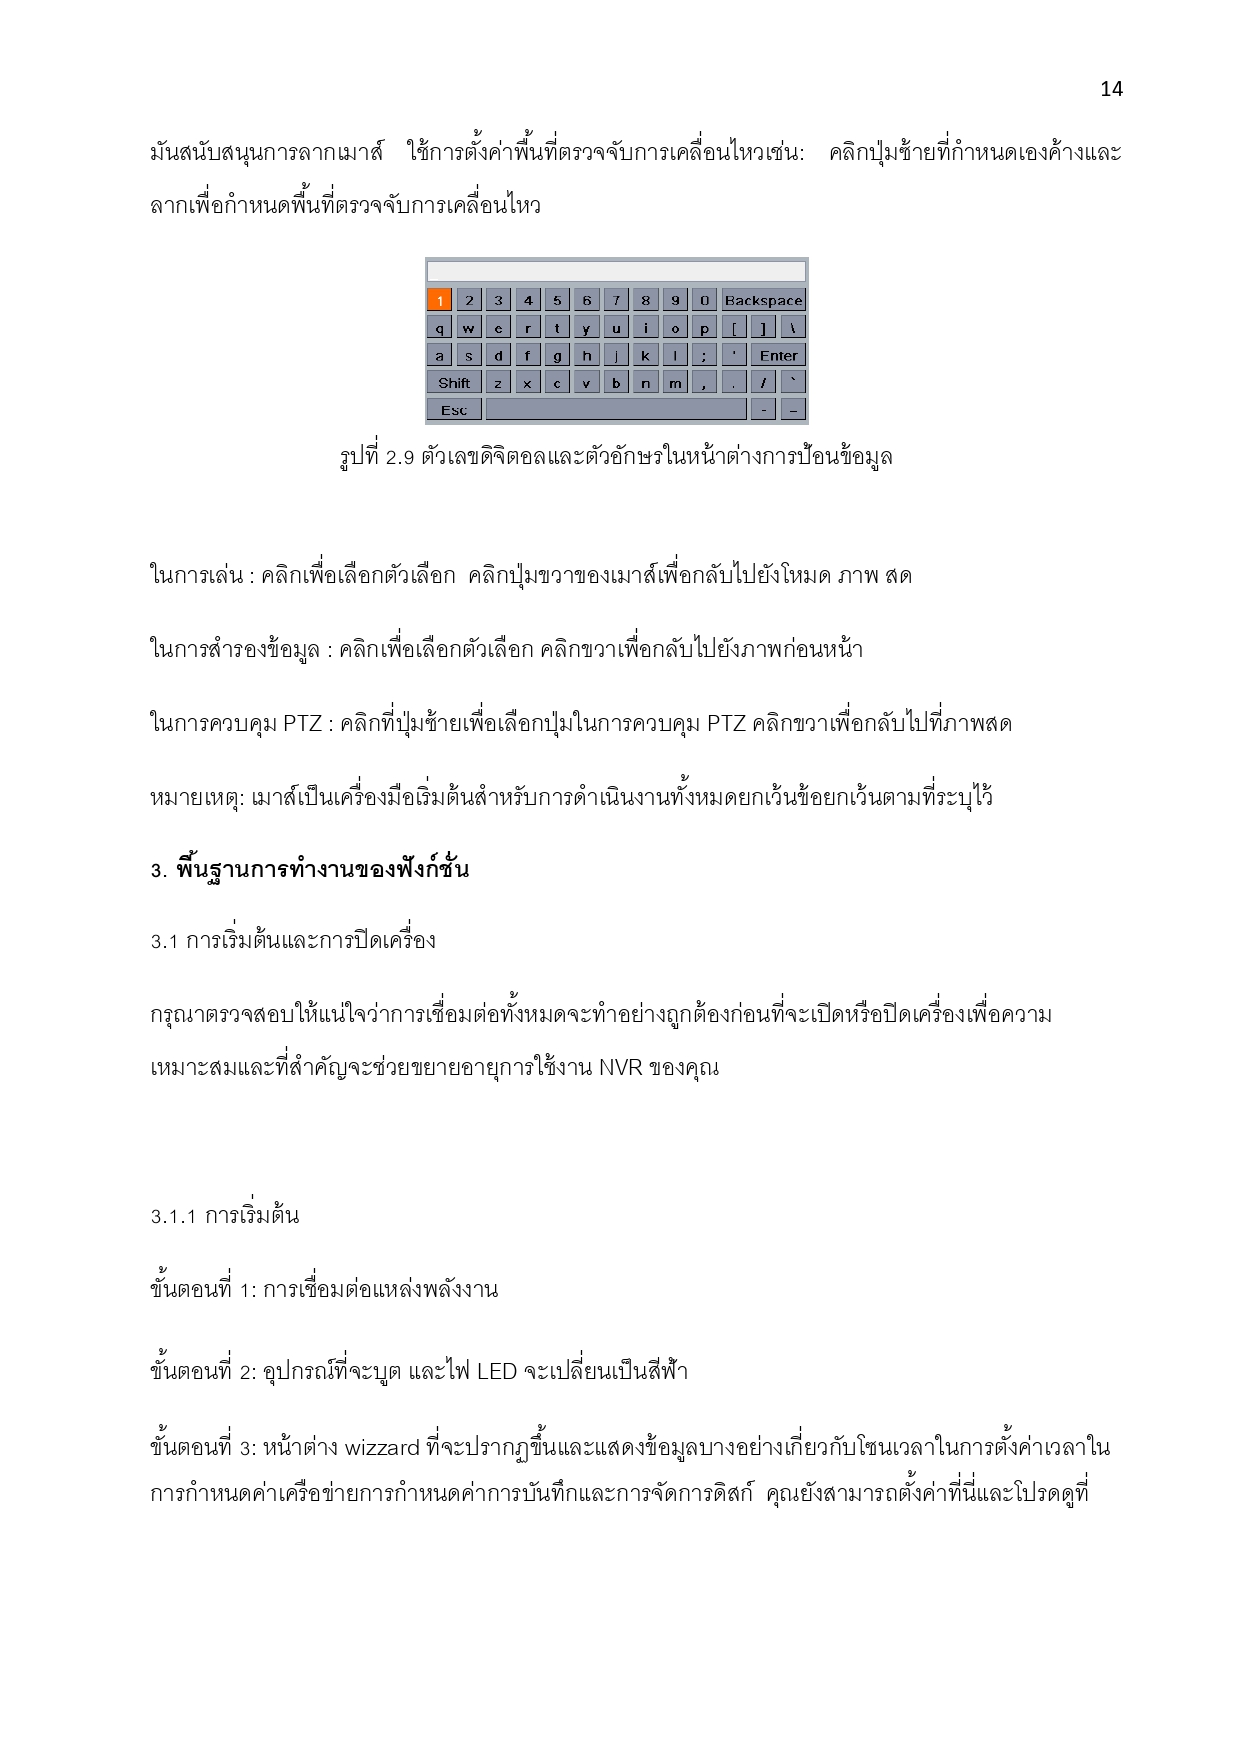 14
มันสนับสนุนการลากเมาส์ ใช้การตั้งค่าพื้นที่ตรวจจับการเคลื่อนไหวเช่น: คลิกปุ่มซ้ายที่กำหนดเองค้างและ
ลากเพื่อกำหนดพื้นที่ตรวจจับการเคลื่อนไหว
1 2 3 4 5 6 7 8 9 0 Backspace
q w e r t y u i o p [ ] \
a s d f g h j k l ; ' Enter
Shift z x c v b n m , . / `
Esc - _
รูปที่ 2.9 ตัวเลขดิจิตอลและตัวอักษรในหน้าต่างการป้อนข้อมูล
ในการเล่น : คลิกเพื่อเลือกตัวเลือก คลิกปุ่มขวาของเมาส์เพื่อกลับไปยังโหมด ภาพ สด
ในการสำรองข้อมูล : คลิกเพื่อเลือกตัวเลือก คลิกขวาเพื่อกลับไปยังภาพก่อนหน้า
ในการควบคุม PTZ : คลิกที่ปุ่มซ้ายเพื่อเลือกปุ่มในการควบคุม PTZ คลิกขวาเพื่อกลับไปที่ภาพสด
หมายเหตุ: เมาส์เป็นเครื่องมือเริ่มต้นสำหรับการดำเนินงานทั้งหมดยกเว้นข้อยกเว้นตามที่ระบุไว้
3. พื้นฐานการทำงานของฟังก์ชั่น
3.1 การเริ่มต้นและการปิดเครื่อง
กรุณาตรวจสอบให้แน่ใจว่าการเชื่อมต่อทั้งหมดจะทำอย่างถูกต้องก่อนที่จะเปิดหรือปิดเครื่องเพื่อความ
เหมาะสมและที่สำคัญจะช่วยขยายอายุการใช้งาน NVR ของคุณ
3.1.1 การเริ่มต้น
ขั้นตอนที่ 1: การเชื่อมต่อแหล่งพลังงาน
ขั้นตอนที่ 2: อุปกรณ์ที่จะบูต และไฟ LED จะเปลี่ยนเป็นสีฟ้า
ขั้นตอนที่ 3: หน้าต่าง wizzard ที่จะปรากฏขึ้นและแสดงข้อมูลบางอย่างเกี่ยวกับโซนเวลาในการตั้งค่าเวลาใน
การกำหนดค่าเครือข่ายการกำหนดค่าการบันทึกและการจัดการดิสก์ คุณยังสามารถตั้งค่าที่นี่และโปรดดูที่